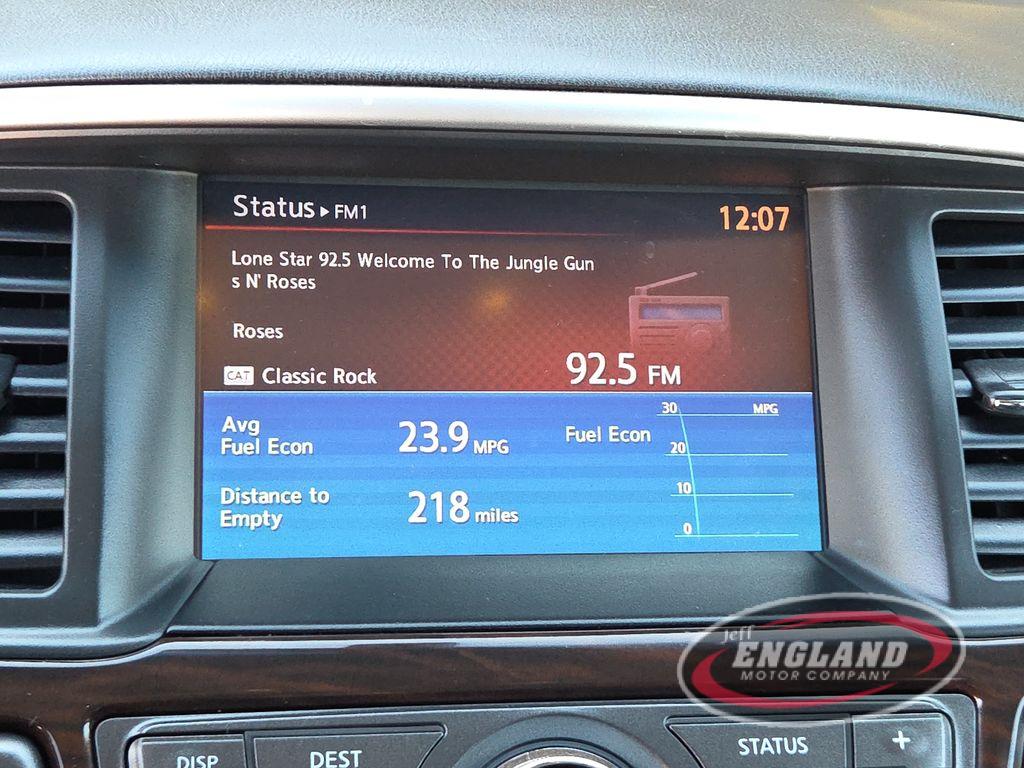 Status ▸ FM1
12:07
Lone Star 92.5 Welcome To The Jungle Gun
s N' Roses
Roses
CAT Classic Rock
92.5 FM
Avg
Fuel Econ
23.9 MPG
Distance to
Empty
218 miles
Fuel Econ
30 MPG
20
10
0
Jeff
ENGLAND
MOTOR COMPANY
DISP
DEST
STATUS
+